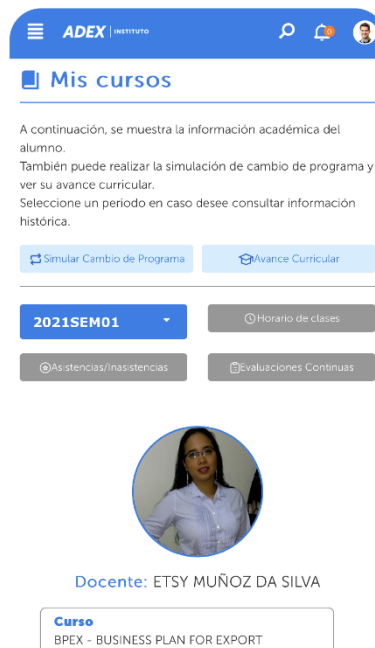 ADEX | INSTITUTO
0
Mis cursos
A continuación, se muestra la información académica del
alumno.
También puede realizar la simulación de cambio de programa y
ver su avance curricular.
Seleccione un periodo en caso desee consultar información
histórica.
Simular Cambio de Programa
Avance Curricular
2021SEM01
Horario de clases
Asistencias/Inasistencias
Evaluaciones Continuas
Docente: ETSY MUÑOZ DA SILVA
Curso
BPEX - BUSINESS PLAN FOR EXPORT